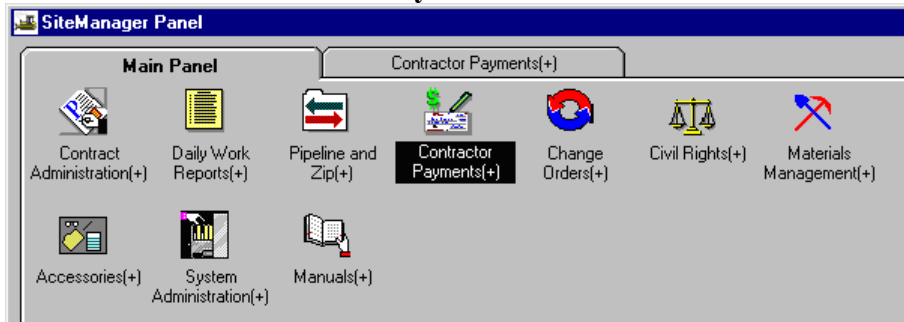 SiteManager Panel
Main Panel
Contractor Payments(+)
Contract
Administration(+)
Daily Work
Reports(+)
Pipeline and
Zip(+)
Contractor
Payments(+)
Change
Orders(+)
Civil Rights(+)
Materials
Management(+)
Accessories(+)
System
Administration(+)
Manuals(+)